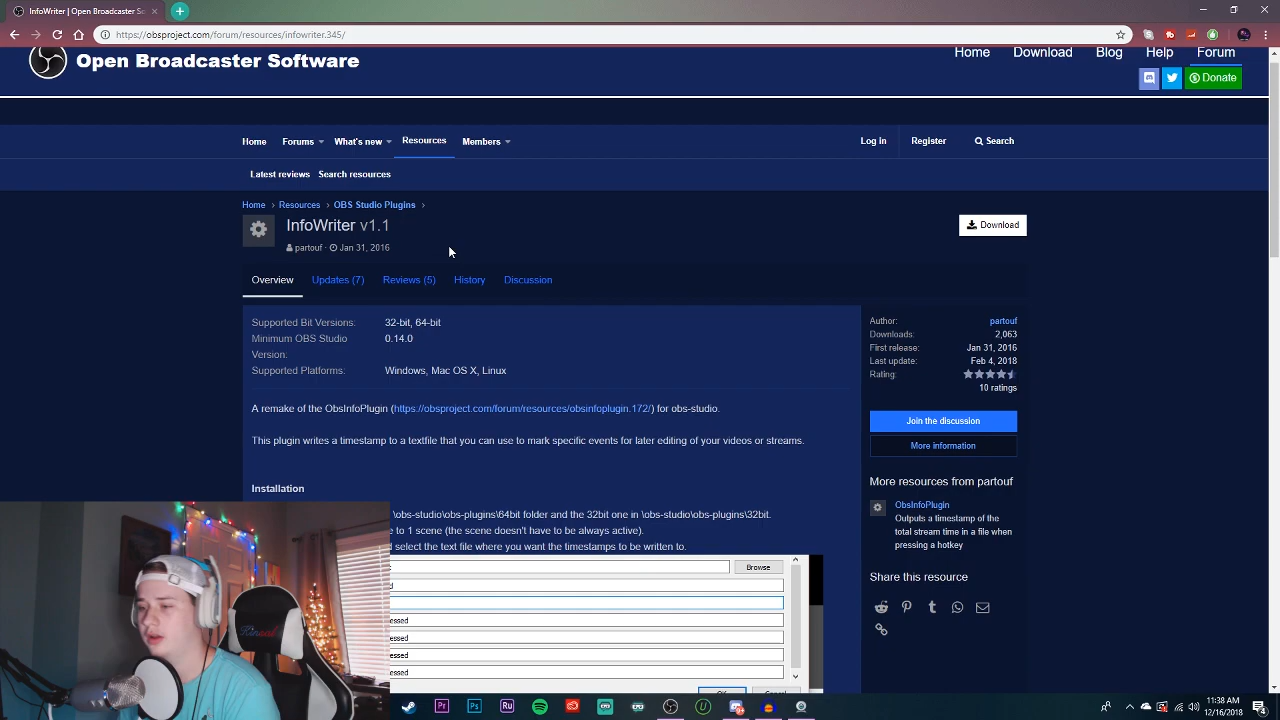 InfoWriter v1.1 | OBS Stu
https://obsproject.com/forum/resources/infowriter.345/
Open Broadcaster Software
Home Download Blog Help Forum
Donate
Home Forums What's new Resources Members Log in Register Search
Latest reviews Search resources
Home › Resources › OBS Studio Plugins ›
InfoWriter v1.1
Download
partouf · Jan 31, 2016
Overview Updates (7) Reviews (5) History Discussion
Supported Bit Versions: 32-bit, 64-bit
Minimum OBS Studio 0.14.0
Version:
Supported Platforms: Windows, Mac OS X, Linux
A remake of the ObsInfoPlugin (https://obsproject.com/forum/resources/obsinfoplugin.172/) for obs-studio.
This plugin writes a timestamp to a textfile that you can use to mark specific events for later editing of your videos or streams.
Installation
\obs-studio\obs-plugins\64bit folder and the 32bit one in \obs-studio\obs-plugins\32bit.
e to 1 scene (the scene doesn't have to be always active).
select the text file where you want the timestamps to be written to.
Browse
essed
essed
essed
essed
Author: partouf
Downloads: 2,063
First release: Jan 31, 2016
Last update: Feb 4, 2018
Rating:
10 ratings
Join the discussion
More information
More resources from partouf
ObsInfoPlugin
Outputs a timestamp of the
total stream time in a file when
pressing a hotkey
Share this resource
11:38 AM
12/16/2018